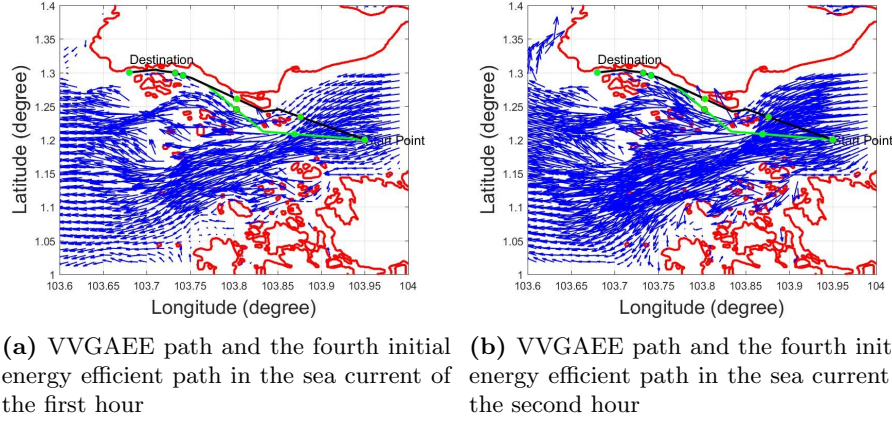 1.4
1.35
1.3
1.25
1.2
1.15
1.1
1.05
1
Latitude (degree)
Destination
Start Point
103.6 103.65 103.7 103.75 103.8 103.85 103.9 103.95 104
Longitude (degree)
1.4
1.35
1.3
1.25
1.2
1.15
1.1
1.05
1
Latitude (degree)
Destination
Start Point
103.6 103.65 103.7 103.75 103.8 103.85 103.9 103.95 104
Longitude (degree)
(a) VVGAEE path and the fourth initial
energy efficient path in the sea current of
the first hour
(b) VVGAEE path and the fourth init
energy efficient path in the sea current
the second hour